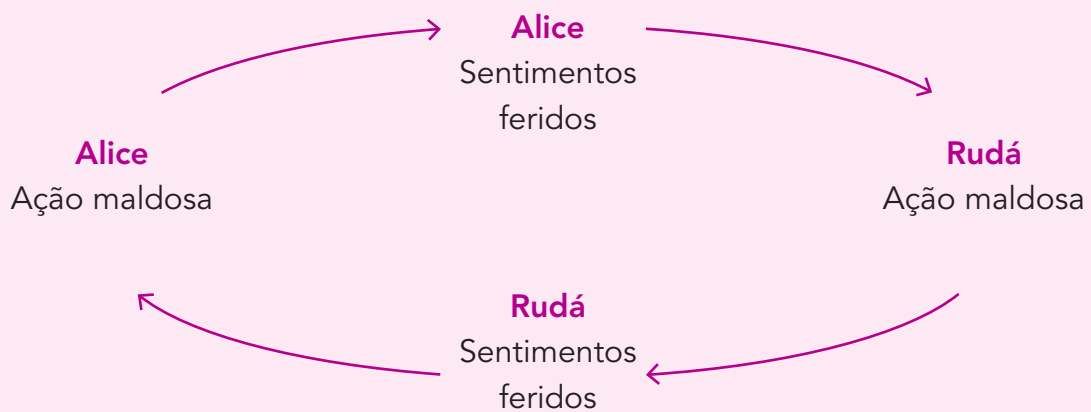 Alice
Sentimentos
feridos
Alice
Ação maldosa
Rudá
Ação maldosa
Rudá
Sentimentos
feridos